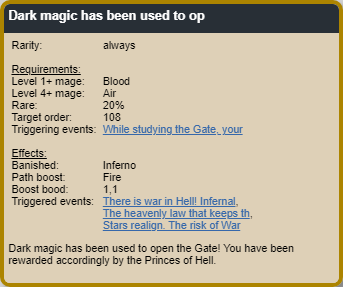 Dark magic has been used to op
Rarity: always
Requirements:
Level 1+ mage: Blood
Level 4+ mage: Air
Rare: 20%
Target order: 108
Triggering events: While studying the Gate, your
Effects:
Banished: Inferno
Path boost: Fire
Boost bood: 1,1
Triggered events: There is war in Hell! Infernal,
The heavenly law that keeps th,
Stars realign. The risk of War
Dark magic has been used to open the Gate! You have been
rewarded accordingly by the Princes of Hell.